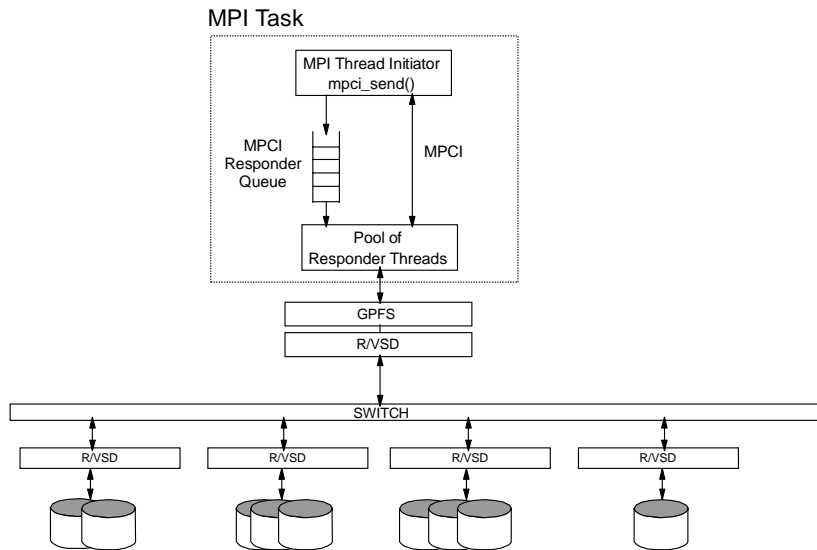 MPI Task
MPI Thread Initiator
mpci_send()
MPCI
Responder
Queue
MPCI
Pool of
Responder Threads
GPFS
R/VSD
SWITCH
R/VSD
R/VSD
R/VSD
R/VSD